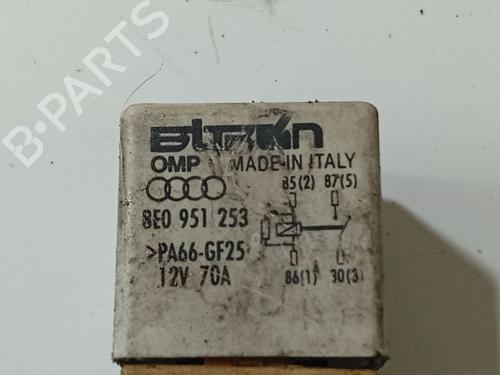 Bitron
OMP MADE IN ITALY
85(2) 87(5)
8E0 951 253
>PA66-GF25<
12V 70A
86(1) 30(3)
B-PARTS